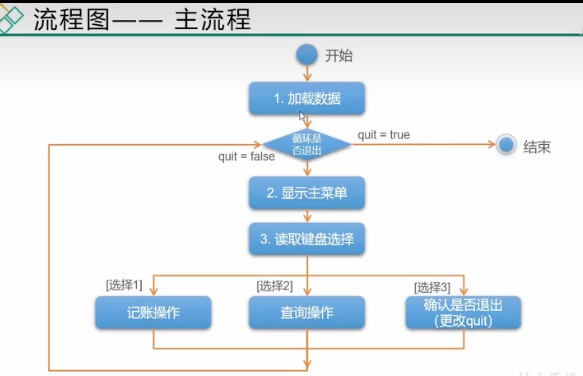 流程图—— 主流程
开始
1. 加载数据
循环是
否退出
quit = true
结束
quit = false
2. 显示主菜单
3. 读取键盘选择
[选择1]
[选择2]
[选择3]
记账操作
查询操作
确认是否退出
(更改quit)